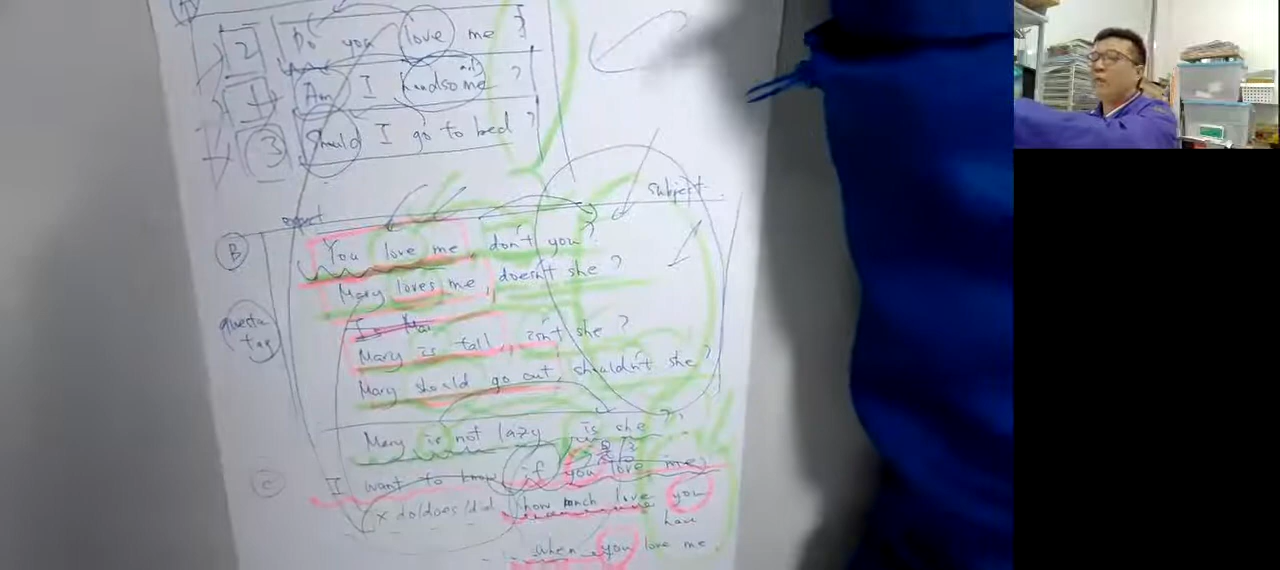 A
2 Do you love me ?
1 Am I handsome ?
3 Should I go to bed ?
subject
B You love me, don't you?
Mary loves me, doesn't she ?
question tag
Mary is tall, isn't she ?
Mary should go out, shouldn't she ?
Mary is not lazy, is she ?
C I want to know if you love me,
x do/does/did how much love you
have
when you love me.